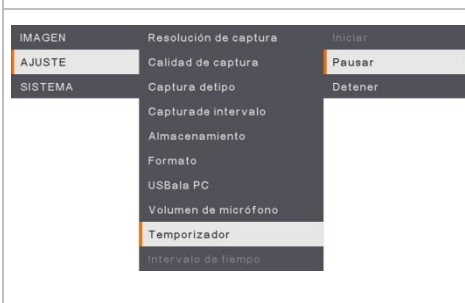 IMAGEN
AJUSTE
SISTEMA
Resolución de captura
Calidad de captura
Captura detipo
Capturade intervalo
Almacenamiento
Formato
USBala PC
Volumen de micrófono
Temporizador
Intervalo de tiempo
Iniciar
Pausar
Detener